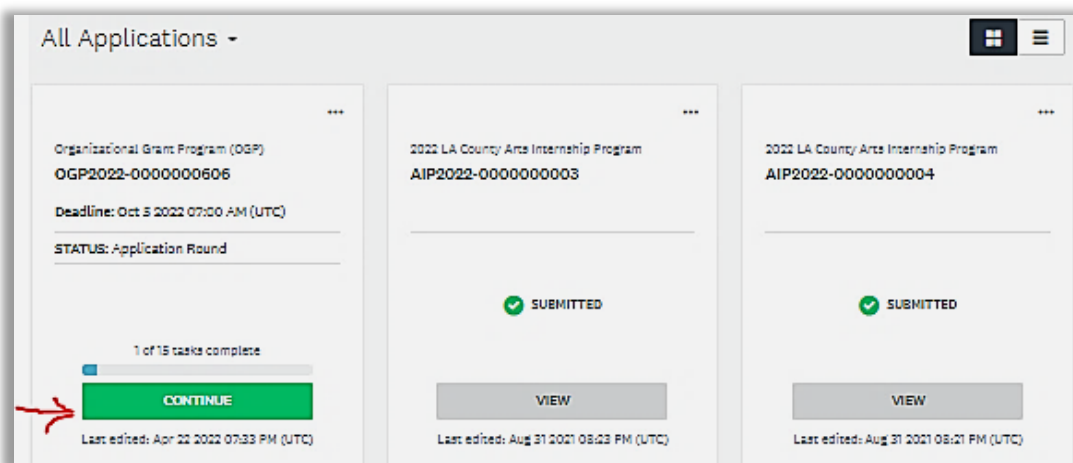 All Applications
Organizational Grant Program (OGP)
OGP2022-0000000606
Deadline: Oct 5 2022 07:00 AM (UTC)
STATUS: Application Round
1 of 15 tasks complete
CONTINUE
Last edited: Apr 22 2022 07:33 PM (UTC)
2022 LA County Arts Internship Program
AIP2022-0000000003
SUBMITTED
VIEW
Last edited: Aug 31 2021 08:23 PM (UTC)
2022 LA County Arts Internship Program
AIP2022-0000000004
SUBMITTED
VIEW
Last edited: Aug 31 2021 08:21 PM (UTC)